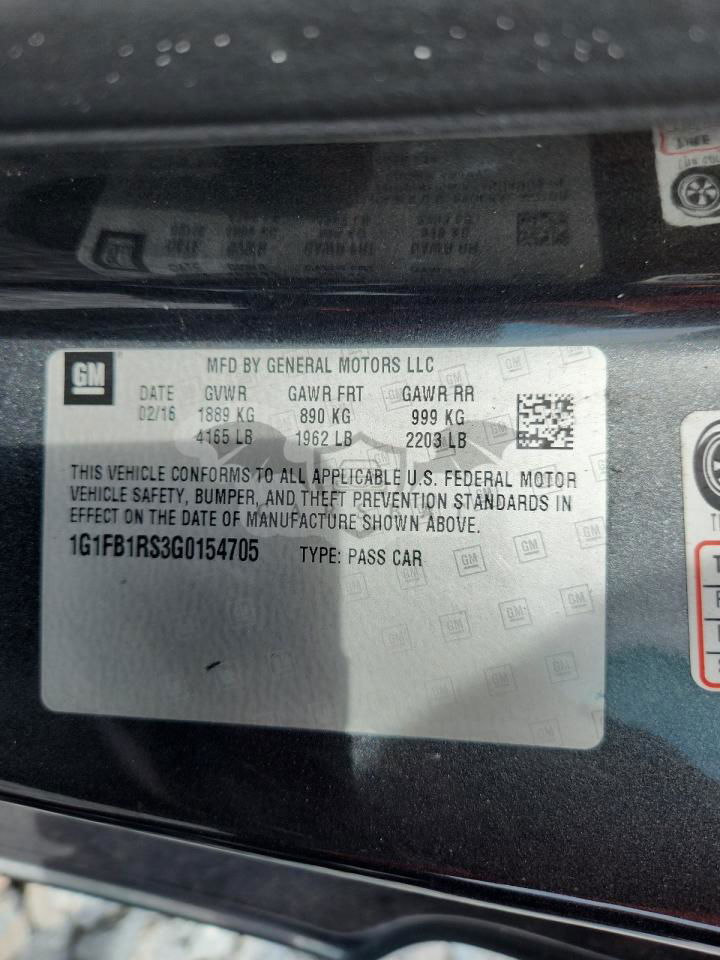 GM
MFD BY GENERAL MOTORS LLC
DATE GVWR GAWR FRT GAWR RR
02/16 1889 KG 890 KG 999 KG
4165 LB 1962 LB 2203 LB
THIS VEHICLE CONFORMS TO ALL APPLICABLE U.S. FEDERAL MOTOR
VEHICLE SAFETY, BUMPER, AND THEFT PREVENTION STANDARDS IN
EFFECT ON THE DATE OF MANUFACTURE SHOWN ABOVE.
1G1FB1RS3G0154705 TYPE: PASS CAR